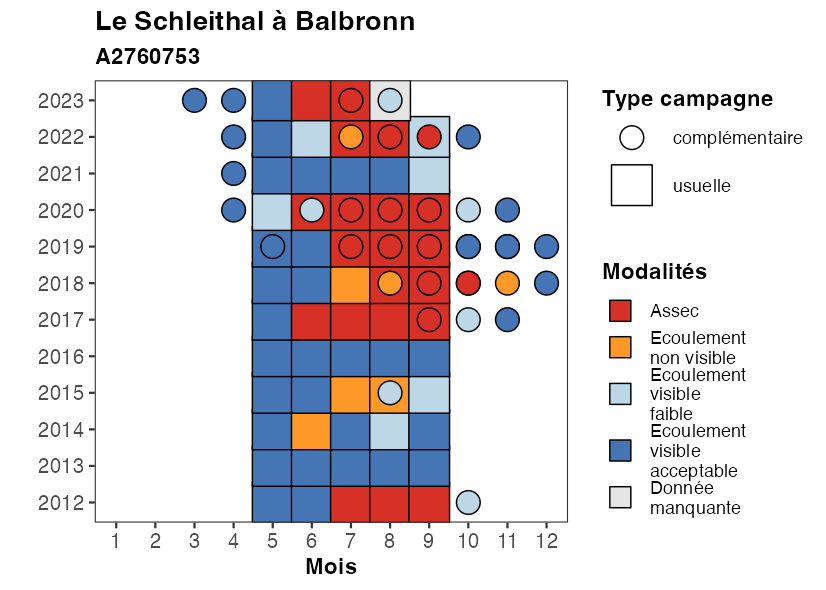 Le Schleithal à Balbronn
A2760753
2023
2022
2021
2020
2019
2018
2017
2016
2015
2014
2013
2012
1 2 3 4 5 6 7 8 9 10 11 12
Mois
Type campagne
complémentaire
usuelle
Modalités
Assec
Ecoulement
non visible
Ecoulement
visible
faible
Ecoulement
visible
acceptable
Donnée
manquante